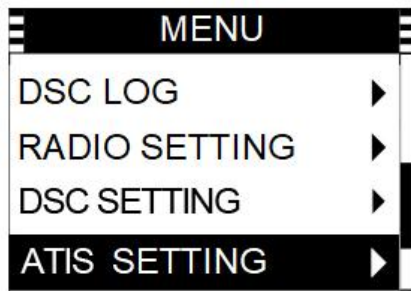 MENU
DSC LOG
RADIO SETTING
DSC SETTING
ATIS SETTING